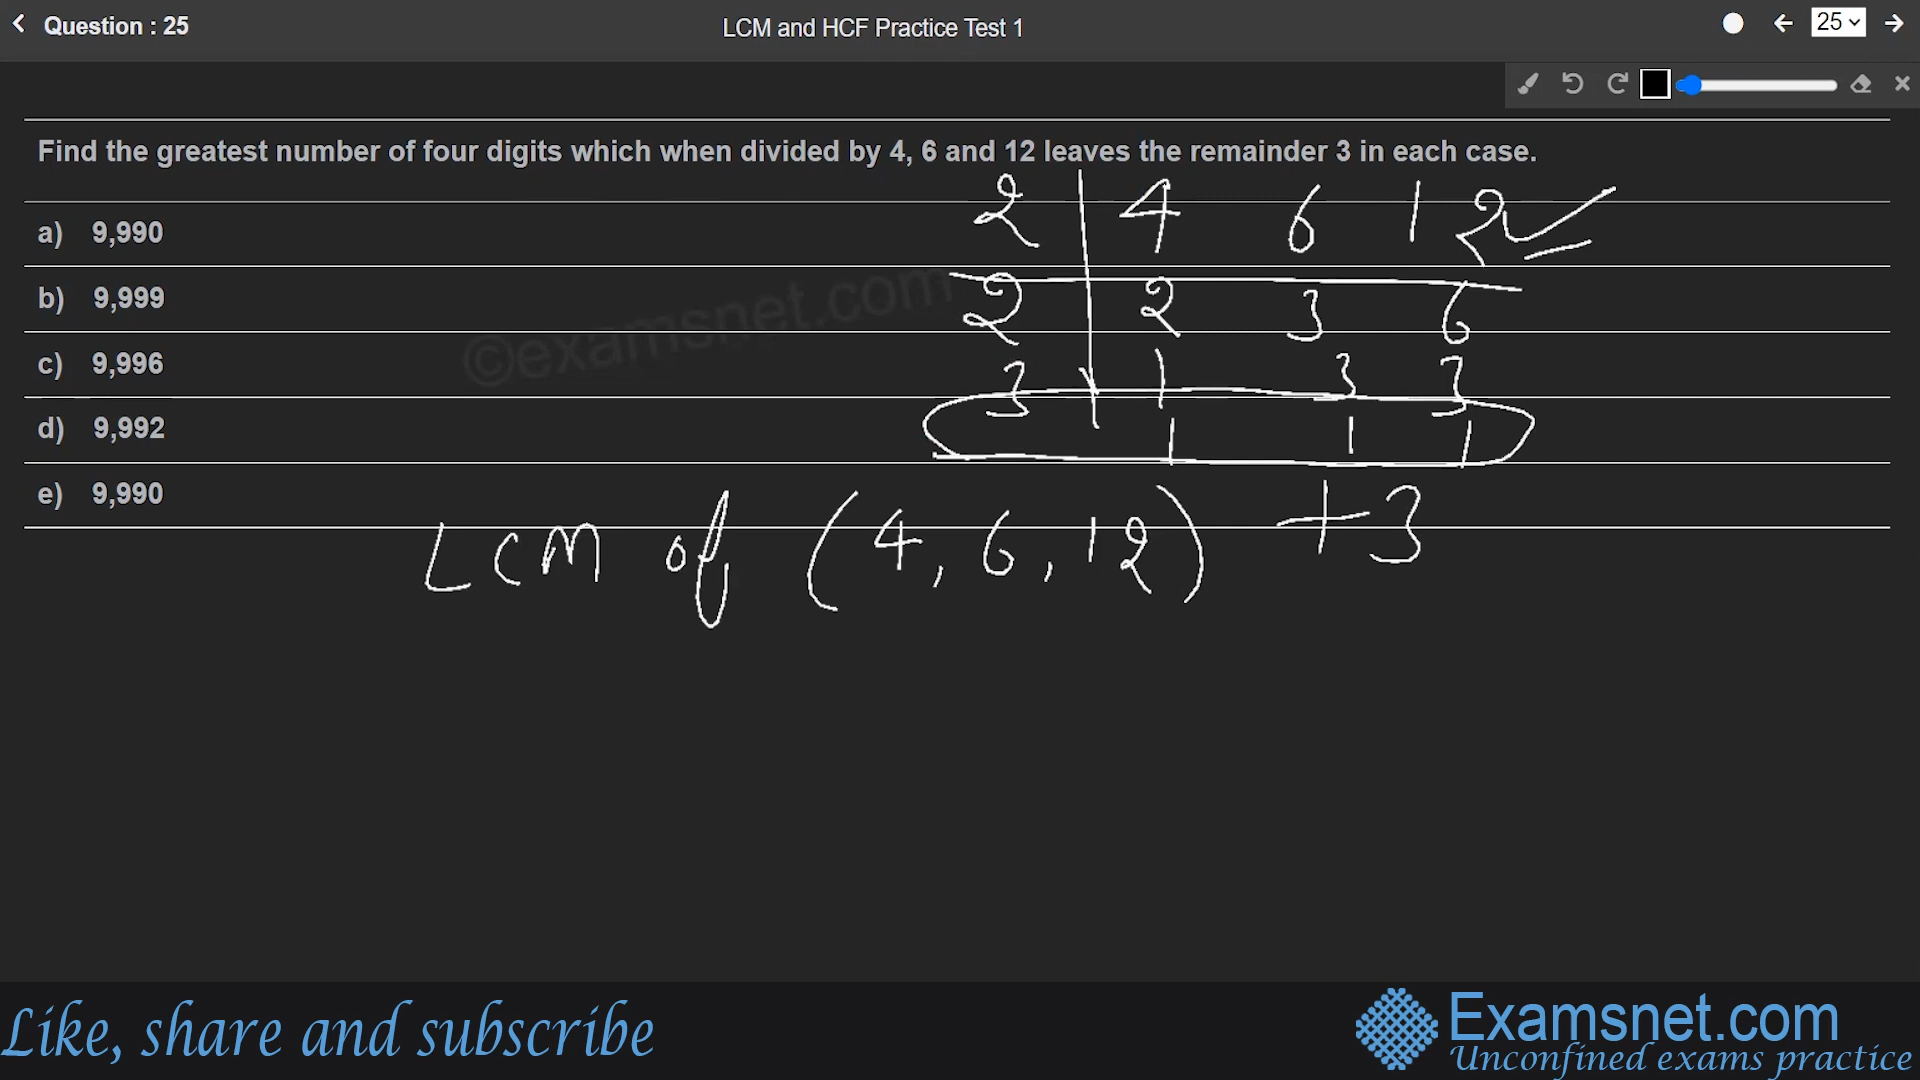 Question : 25
LCM and HCF Practice Test 1
25
Find the greatest number of four digits which when divided by 4, 6 and 12 leaves the remainder 3 in each case.
2 4 6 12
a) 9,990
b) 9,999
2 2 3 6
©examsnet.com
c) 9,996
3 1 3 3
d) 9,992
1 1 1
e) 9,990
LCM of (4, 6, 12) +3
Like, share and subscribe
Examsnet.com
Unconfined exams practice